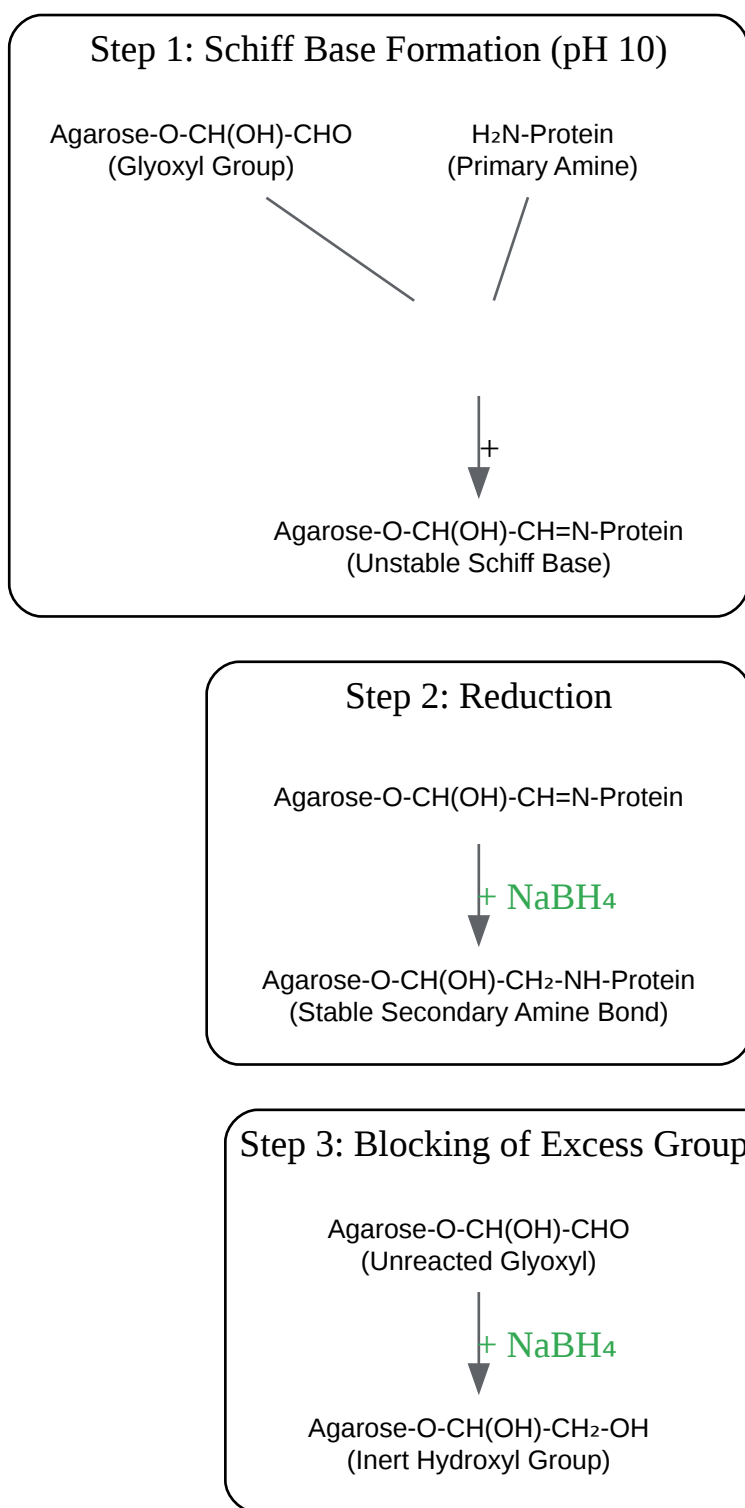 Step 1: Schiff Base Formation (pH 10)
Agarose-O-CH(OH)-CHO
(Glyoxyl Group)
H₂N-Protein
(Primary Amine)
+
Agarose-O-CH(OH)-CH=N-Protein
(Unstable Schiff Base)
Step 2: Reduction
Agarose-O-CH(OH)-CH=N-Protein
+ NaBH₄
Agarose-O-CH(OH)-CH₂-NH-Protein
(Stable Secondary Amine Bond)
Step 3: Blocking of Excess Group
Agarose-O-CH(OH)-CHO
(Unreacted Glyoxyl)
+ NaBH₄
Agarose-O-CH(OH)-CH₂-OH
(Inert Hydroxyl Group)